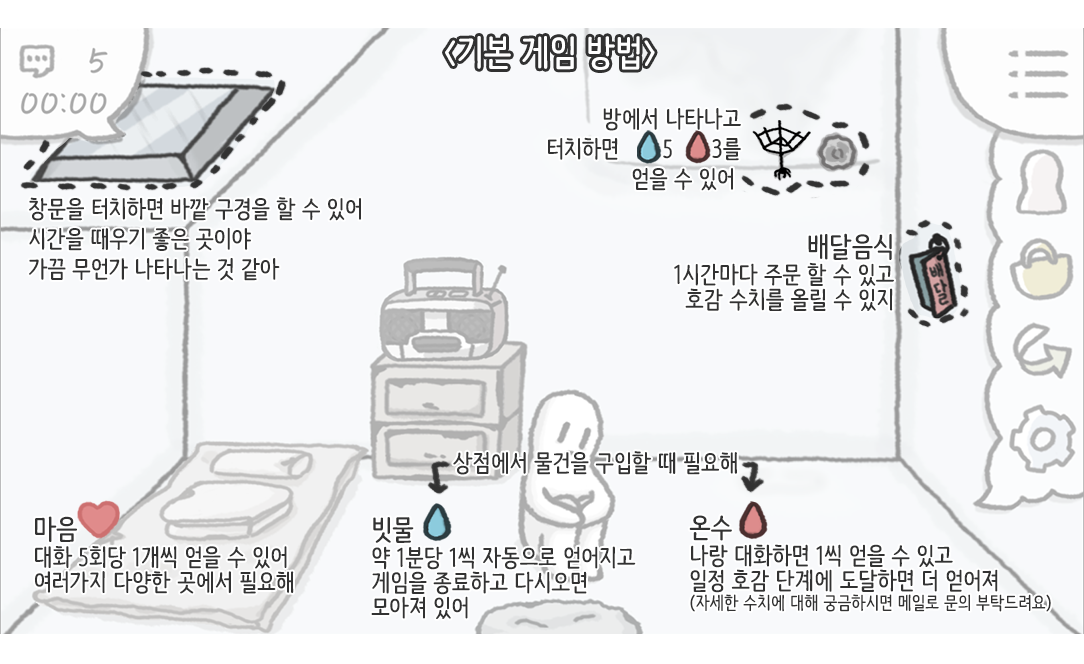 <기본 게임 방법>
5
00:00
방에서 나타나고
터치하면 5 3를
얻을 수 있어
창문을 터치하면 바깥 구경을 할 수 있어
시간을 때우기 좋은 곳이야
가끔 무언가 나타나는 것 같아
배달음식
1시간마다 주문 할 수 있고
호감 수치를 올릴 수 있지
배달
상점에서 물건을 구입할 때 필요해
마음
대화 5회당 1개씩 얻을 수 있어
여러가지 다양한 곳에서 필요해
빗물
약 1분당 1씩 자동으로 얻어지고
게임을 종료하고 다시오면
모아져 있어
온수
나랑 대화하면 1씩 얻을 수 있고
일정 호감 단계에 도달하면 더 얻어져
(자세한 수치에 대해 궁금하시면 메일로 문의 부탁드려요)